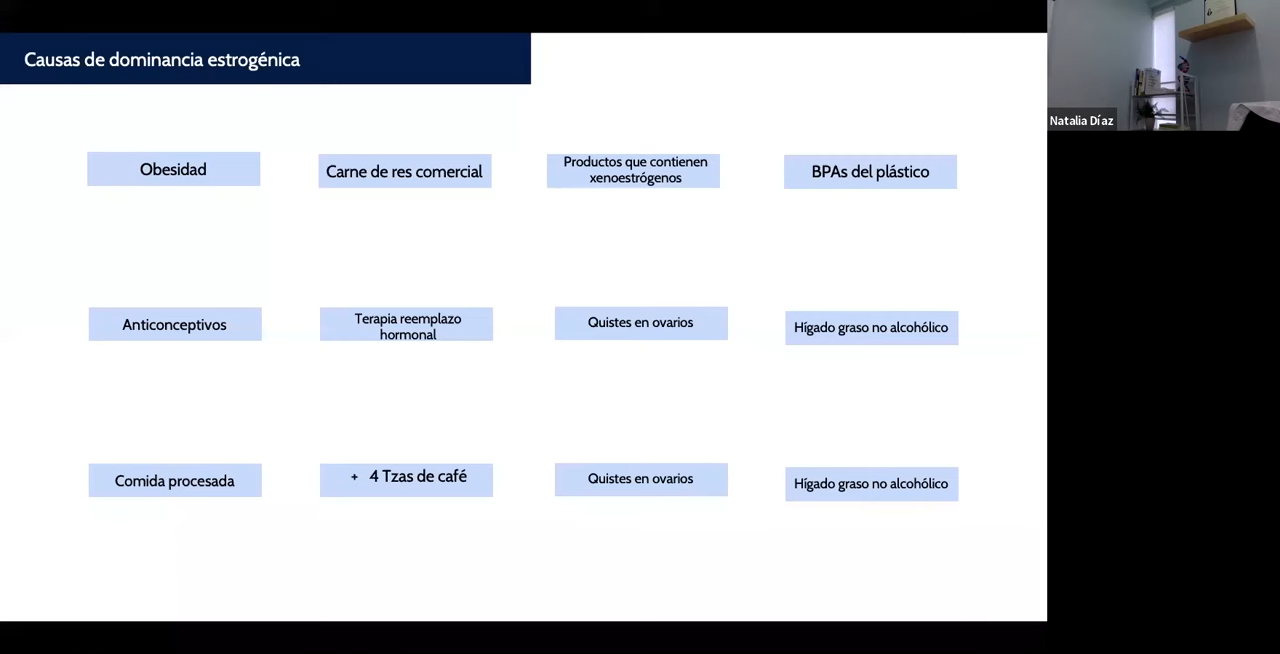 Causas de dominancia estrogénica
Natalia Díaz
Obesidad
Carne de res comercial
Productos que contienen
xenoestrógenos
BPAs del plástico
Anticonceptivos
Terapia reemplazo
hormonal
Quistes en ovarios
Hígado graso no alcohólico
Comida procesada
+ 4 Tzas de café
Quistes en ovarios
Hígado graso no alcohólico